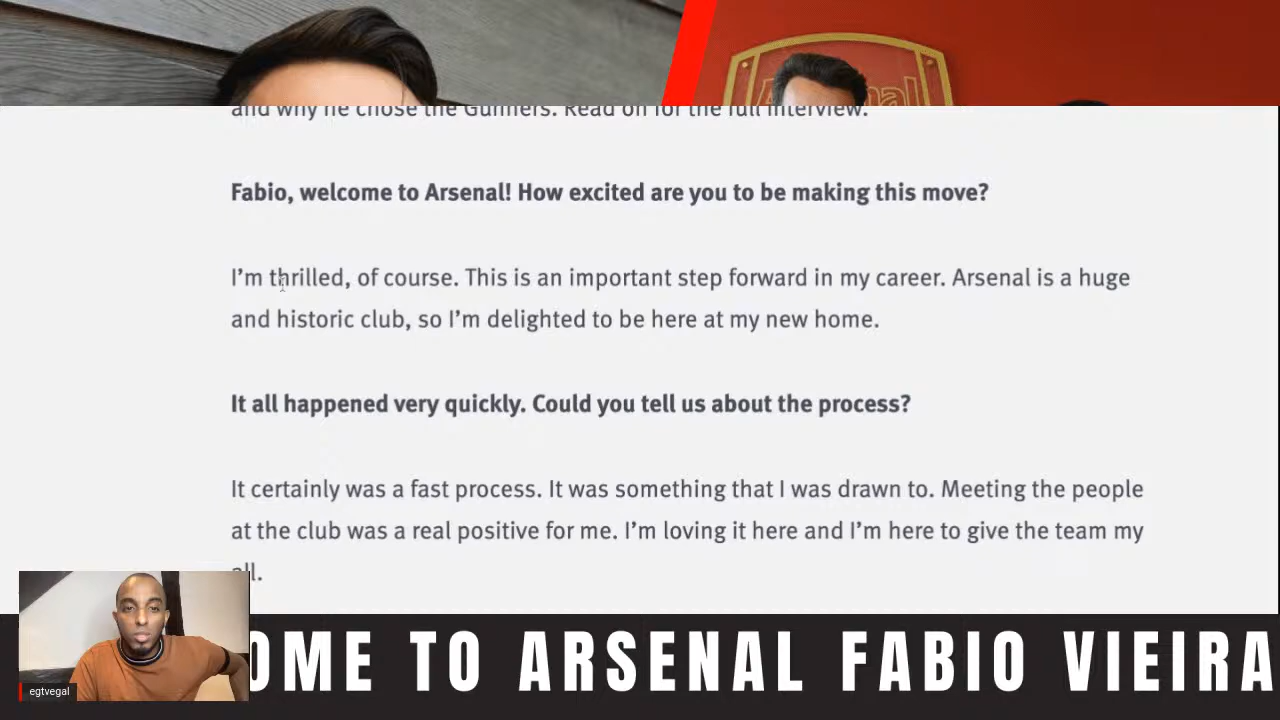 and why he chose the Gunners. Read on for the full interview.
Fabio, welcome to Arsenal! How excited are you to be making this move?
I’m thrilled, of course. This is an important step forward in my career. Arsenal is a huge
and historic club, so I’m delighted to be here at my new home.
It all happened very quickly. Could you tell us about the process?
It certainly was a fast process. It was something that I was drawn to. Meeting the people
at the club was a real positive for me. I’m loving it here and I’m here to give the team my
all.
egtvegal
OME TO ARSENAL FABIO VIEIRA